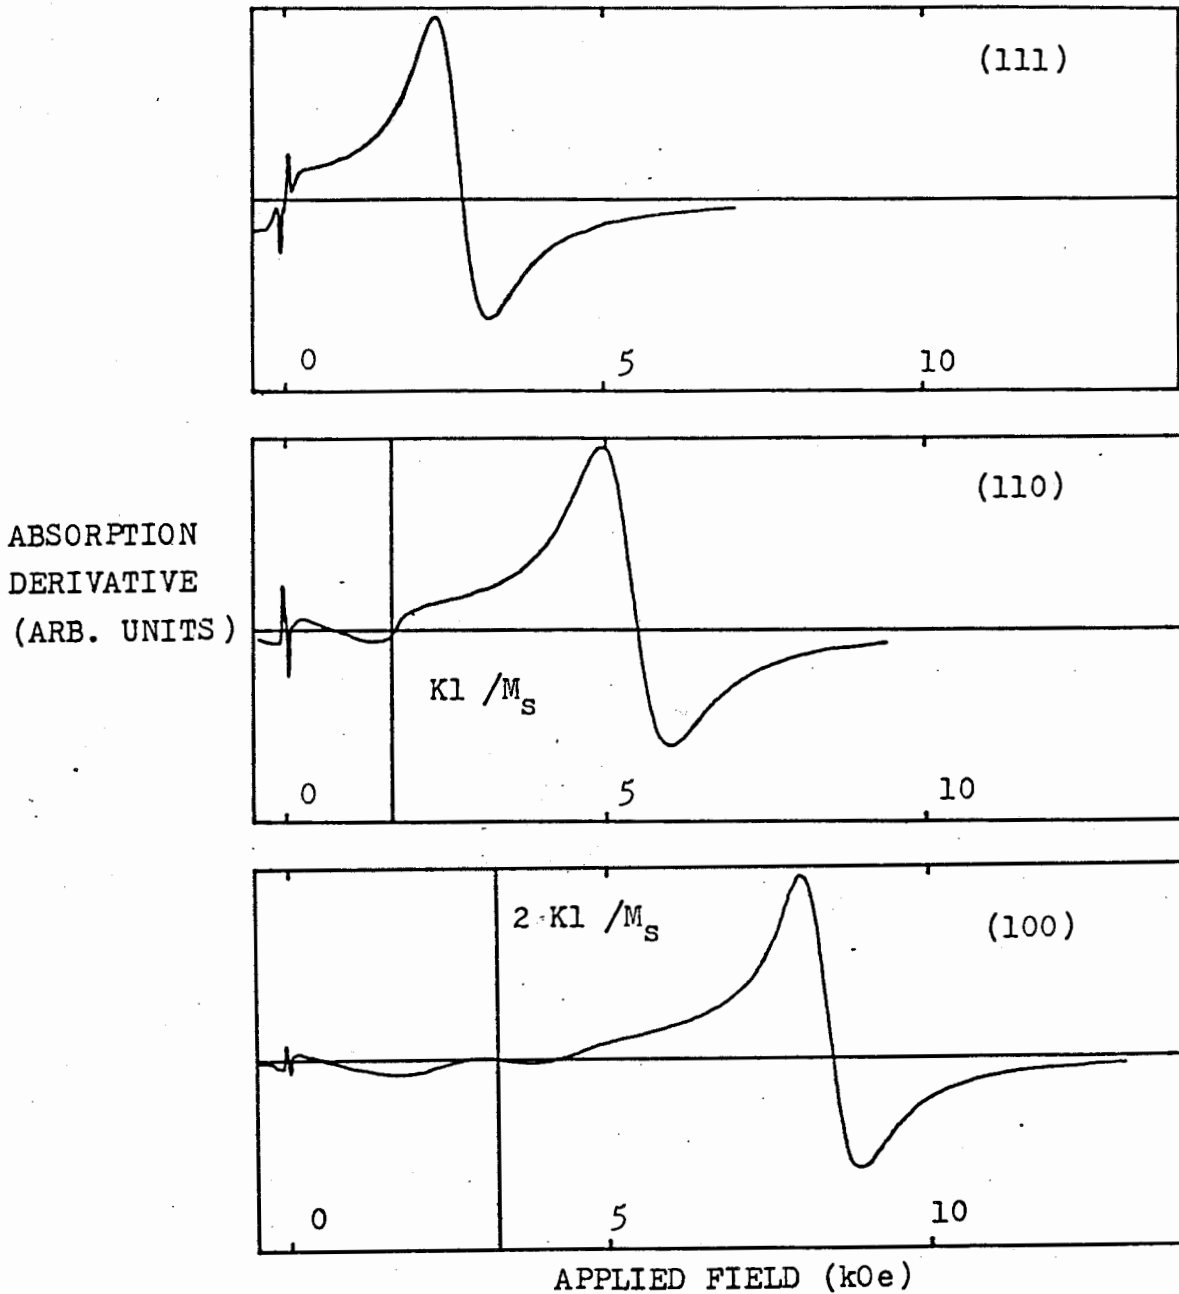 (111)
0 5 10
(110)
ABSORPTION
DERIVATIVE
(ARB. UNITS)
K1 /Ms
0 5 10
2 K1 /Ms
(100)
0 5 10
APPLIED FIELD (kOe)